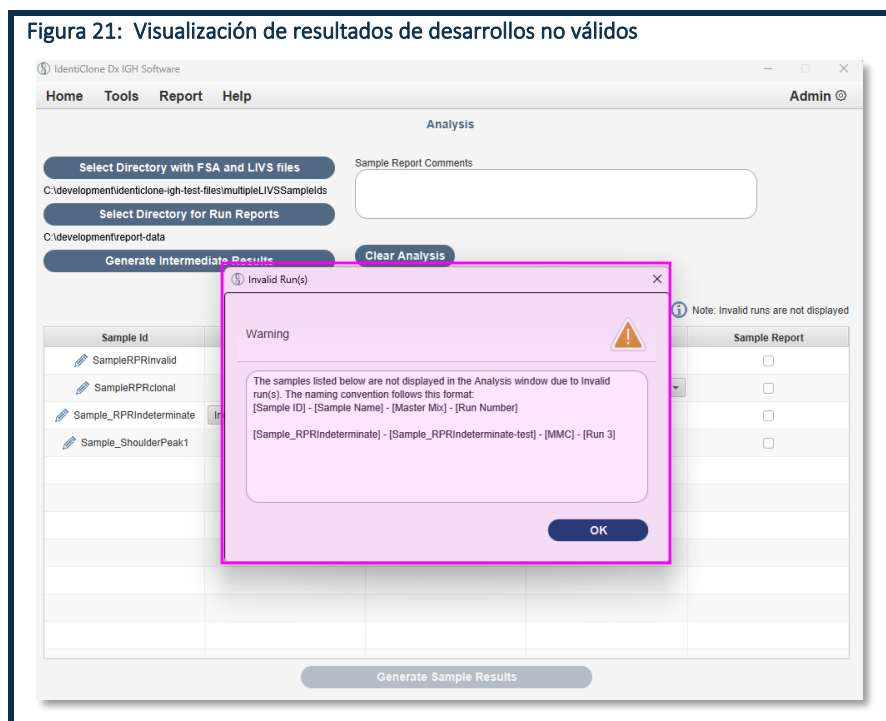 Figura 21: Visualización de resultados de desarrollos no válidos
IdentiClone Dx IGH Software
Home Tools Report Help Admin
Analysis
Select Directory with FSA and LIVS files
Sample Report Comments
C:\development\identiclone-igh-test-files\multipleLIVSSampleIds
Select Directory for Run Reports
C:\development\report-data
Generate Intermediate Results
Clear Analysis
Invalid Run(s)
Note: Invalid runs are not displayed
Sample Id Sample Report
Warning
SampleRPRInvalid
SampleRPRclonal
Sample_RPRIndeterminate
Sample_ShoulderPeak1
The samples listed below are not displayed in the Analysis window due to Invalid
run(s). The naming convention follows this format:
[Sample ID] - [Sample Name] - [Master Mix] - [Run Number]
[Sample_RPRIndeterminate] - [Sample_RPRIndeterminate-test] - [MMC] - [Run 3]
OK
Generate Sample Results